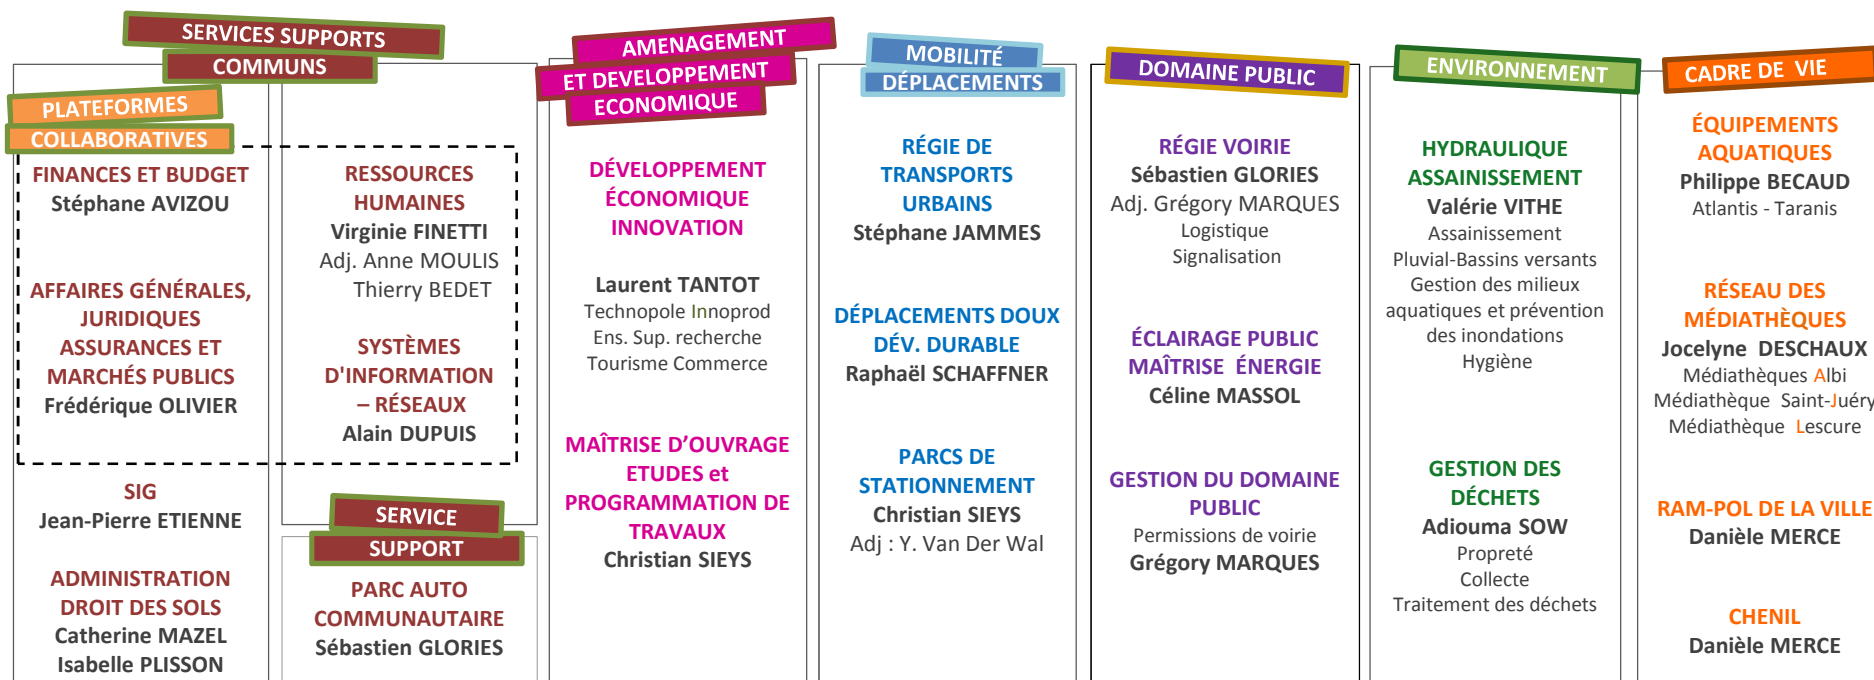 SERVICES SUPPORTS
COMMUNS
PLATEFORMES
COLLABORATIVES
FINANCES ET BUDGET
Stéphane AVIZOU
AFFAIRES GÉNÉRALES,
JURIDIQUES
ASSURANCES ET
MARCHÉS PUBLICS
Frédérique OLIVIER
SIG
Jean-Pierre ETIENNE
ADMINISTRATION
DROIT DES SOLS
Catherine MAZEL
Isabelle PLISSON
RESSOURCES
HUMAINES
Virginie FINETTI
Adj. Anne MOULIS
Thierry BEDET
SYSTÈMES
D'INFORMATION
– RÉSEAUX
Alain DUPUIS
SERVICE
SUPPORT
PARC AUTO
COMMUNAUTAIRE
Sébastien GLORIES
AMENAGEMENT
ET DEVELOPPEMENT
ECONOMIQUE
DÉVELOPPEMENT
ÉCONOMIQUE
INNOVATION
Laurent TANTOT
Technopole Innoprod
Ens. Sup. recherche
Tourisme Commerce
MAÎTRISE D’OUVRAGE
ETUDES et
PROGRAMMATION DE
TRAVAUX
Christian SIEYS
MOBILITÉ
DÉPLACEMENTS
RÉGIE DE
TRANSPORTS
URBAINS
Stéphane JAMMES
DÉPLACEMENTS DOUX
DÉV. DURABLE
Raphaël SCHAFFNER
PARCS DE
STATIONNEMENT
Christian SIEYS
Adj : Y. Van Der Wal
DOMAINE PUBLIC
RÉGIE VOIRIE
Sébastien GLORIES
Adj. Grégory MARQUES
Logistique
Signalisation
ÉCLAIRAGE PUBLIC
MAÎTRISE ÉNERGIE
Céline MASSOL
GESTION DU DOMAINE
PUBLIC
Permissions de voirie
Grégory MARQUES
ENVIRONNEMENT
HYDRAULIQUE
ASSAINISSEMENT
Valérie VITHE
Assainissement
Pluvial-Bassins versants
Gestion des milieux
aquatiques et prévention
des inondations
Hygiène
GESTION DES
DÉCHETS
Adiouma SOW
Propreté
Collecte
Traitement des déchets
CADRE DE VIE
ÉQUIPEMENTS
AQUATIQUES
Philippe BECAUD
Atlantis - Taranis
RÉSEAU DES
MÉDIATHÈQUES
Jocelyne DESCHAUX
Médiathèques Albi
Médiathèque Saint-Juéry
Médiathèque Lescure
RAM-POL DE LA VILLE
Danièle MERCE
CHENIL
Danièle MERCE